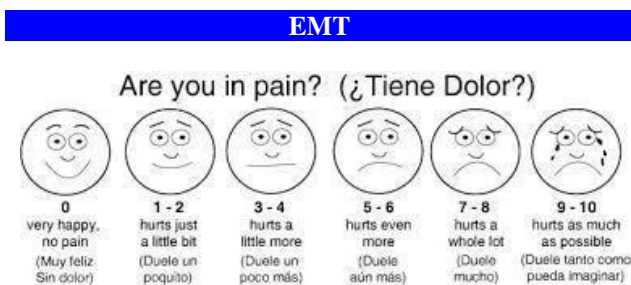 EMT
Are you in pain? (¿Tiene Dolor?)
0
very happy,
no pain
(Muy feliz
Sin dolor)
1 - 2
hurts just
a little bit
(Duele un
poquito)
3 - 4
hurts a
little more
(Duele un
poco más)
5 - 6
hurts even
more
(Duele
aún más)
7 - 8
hurts a
whole lot
(Duele
mucho)
9 - 10
hurts as much
as possible
(Duele tanto como
pueda imaginar)